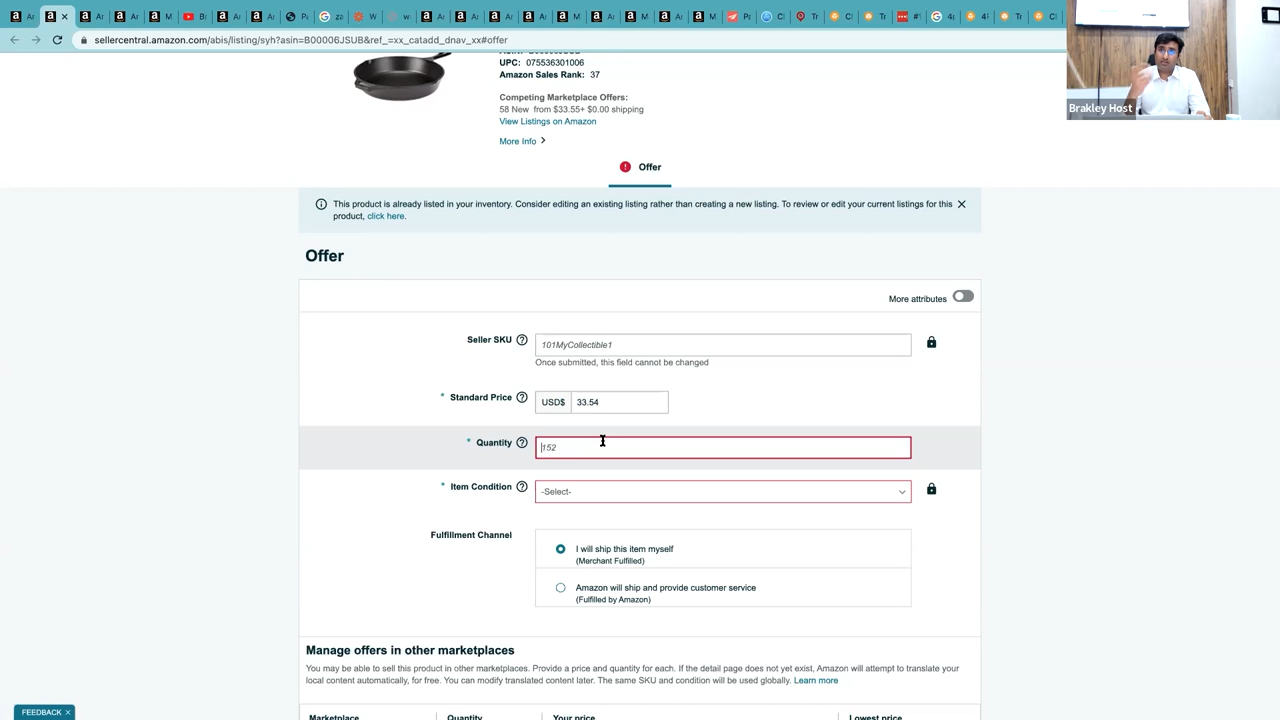 sellercentral.amazon.com/abis/listing/syh?asin=B00006JSUB&ref_=xx_catadd_dnav_xx#offer
UPC: 075536301006
Amazon Sales Rank: 37
Competing Marketplace Offers:
58 New from $33.55+ $0.00 shipping
View Listings on Amazon
More Info
Brakley Host
Offer
This product is already listed in your inventory. Consider editing an existing listing rather than creating a new listing. To review or edit your current listings for this
product, click here.
Offer
More attributes
Seller SKU
101MyCollectible1
Once submitted, this field cannot be changed
* Standard Price
USD$ 33.54
* Quantity
152
* Item Condition
-Select-
Fulfillment Channel
I will ship this item myself
(Merchant Fulfilled)
Amazon will ship and provide customer service
(Fulfilled by Amazon)
Manage offers in other marketplaces
You may be able to sell this product in other marketplaces. Provide a price and quantity for each. If the detail page does not yet exist, Amazon will attempt to translate your
local content automatically, for free. You can modify translated content later. The same SKU and condition will be used globally. Learn more
FEEDBACK ×
Marketplace Quantity Your price Lowest price